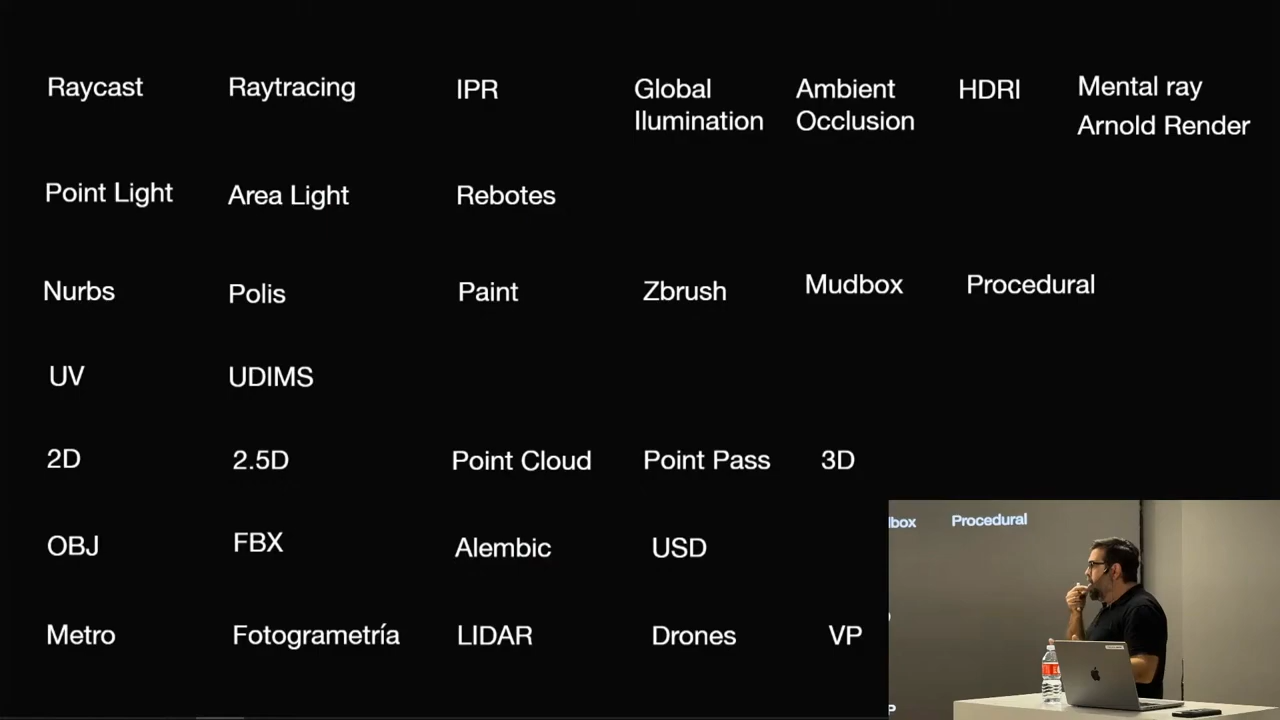 Raycast
Raytracing
IPR
Global
Ilumination
Ambient
Occlusion
HDRI
Mental ray
Arnold Render
Point Light
Area Light
Rebotes
Nurbs
Polis
Paint
Zbrush
Mudbox
Procedural
UV
UDIMS
2D
2.5D
Point Cloud
Point Pass
3D
OBJ
FBX
Alembic
USD
Metro
Fotogrametría
LIDAR
Drones
VP
box
Procedural